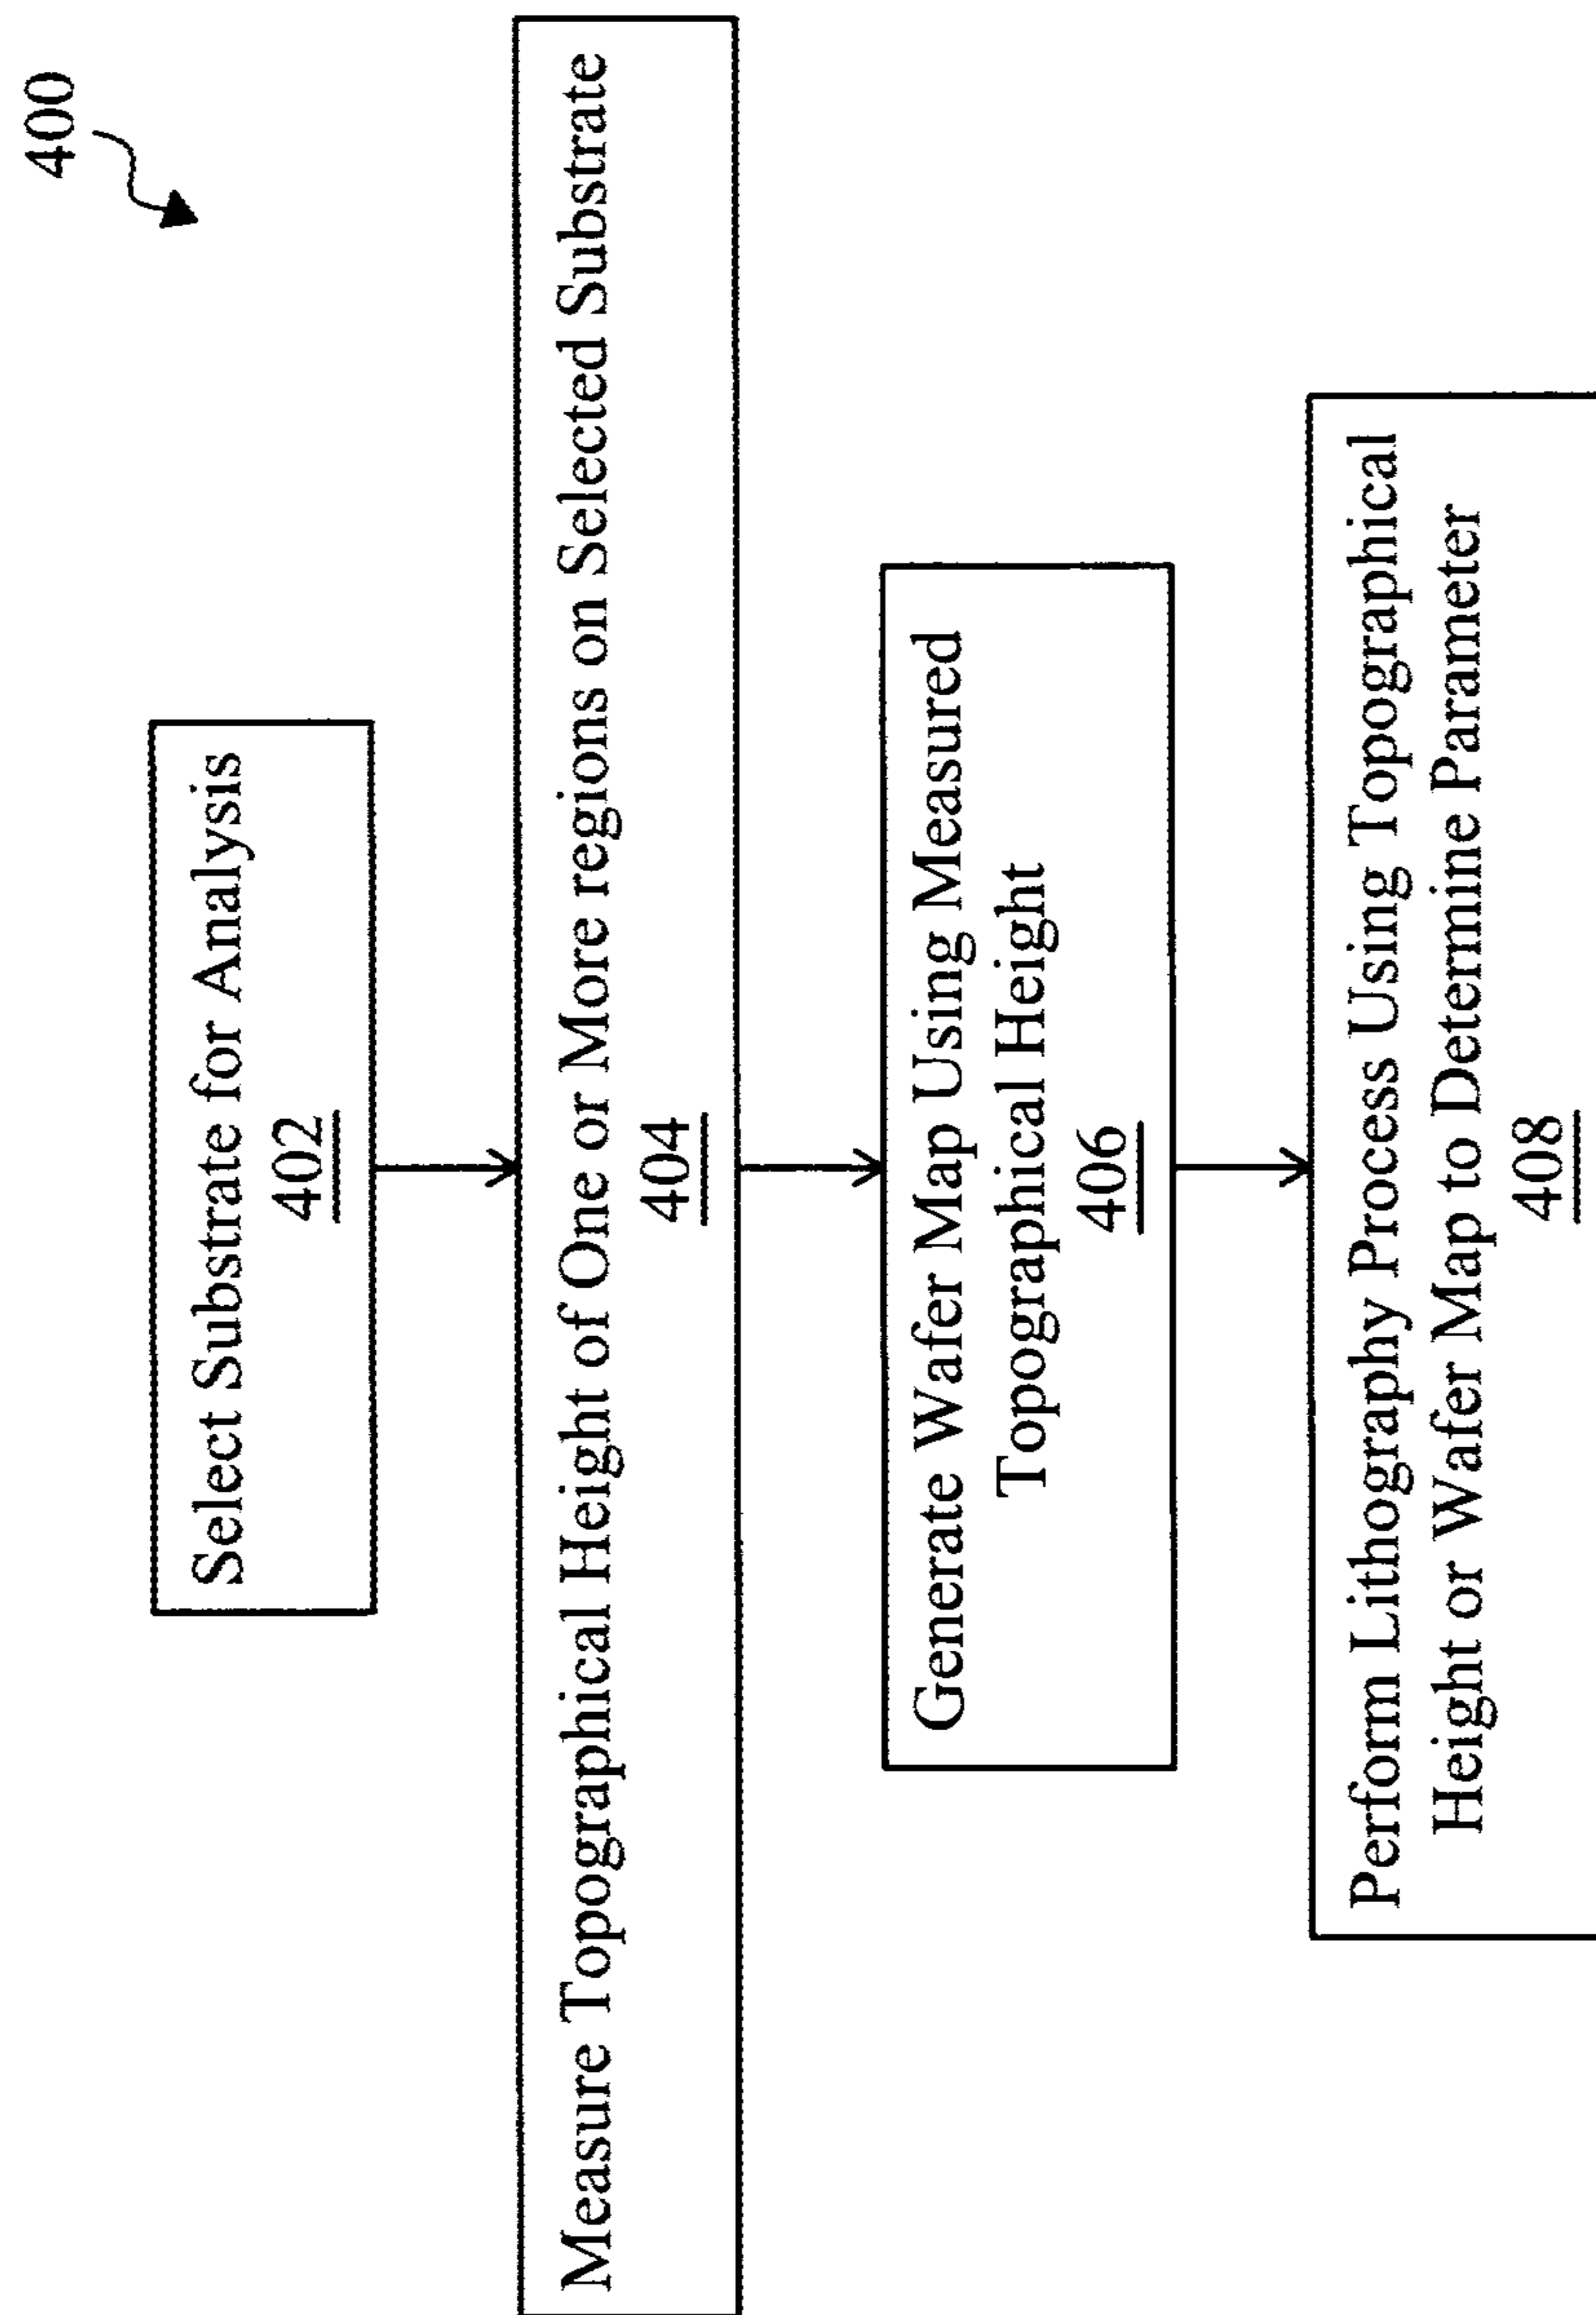 400
Select Substrate for Analysis
402
Measure Topographical Height of One or More regions on Selected Substrate
404
Generate Wafer Map Using Measured
Topographical Height
406
Perform Lithography Process Using Topographical
Height or Wafer Map to Determine Parameter
408